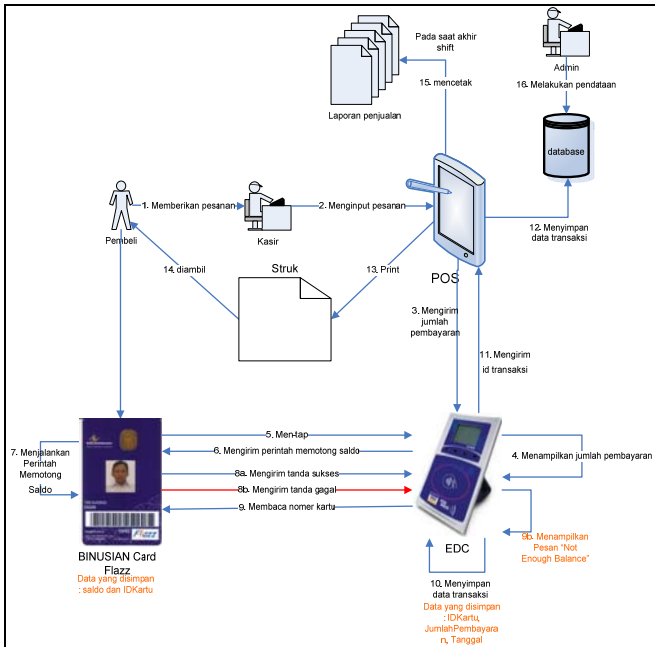 Pada saat akhir
shift
15. mencetak
Laporan penjualan
Admin
16. Melakukan pendataan
database
1. Memberikan pesanan
2. Menginput pesanan
Pembeli
Kasir
12. Menyimpan
data transaksi
14. diambil
Struk
13. Print
POS
3. Mengirim
jumlah
pembayaran
11. Mengirim
id transaksi
7. Menjalankan
Perintah
Memotong
Saldo
5. Men-tap
6. Mengirim perintah memotong saldo
8a. Mengirim tanda sukses
8b. Mengirim tanda gagal
9. Membaca nomer kartu
4. Menampilkan jumlah pembayaran
9b. Menampilkan
Pesan "Not
Enough Balance"
BINUSIAN Card
Flazz
Data yang disimpan
: saldo dan IDKartu
EDC
10. Menyimpan
data transaksi
Data yang disimpan
: IDKartu,
JumlahPembayara
n, Tanggal